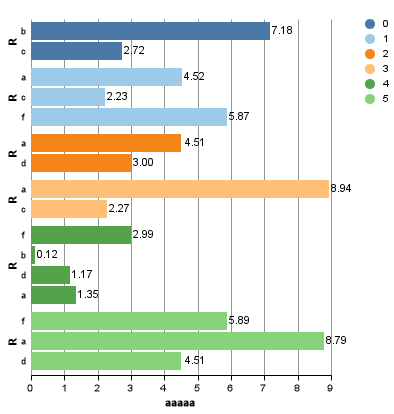 R
b 7.18
c 2.72
R
a 4.52
c 2.23
f 5.87
R
a 4.51
d 3.00
R
a 8.94
c 2.27
R
f 2.99
b 0.12
d 1.17
a 1.35
R
f 5.89
a 8.79
d 4.51
0 1 2 3 4 5 6 7 8 9
aaaaa
0
1
2
3
4
5